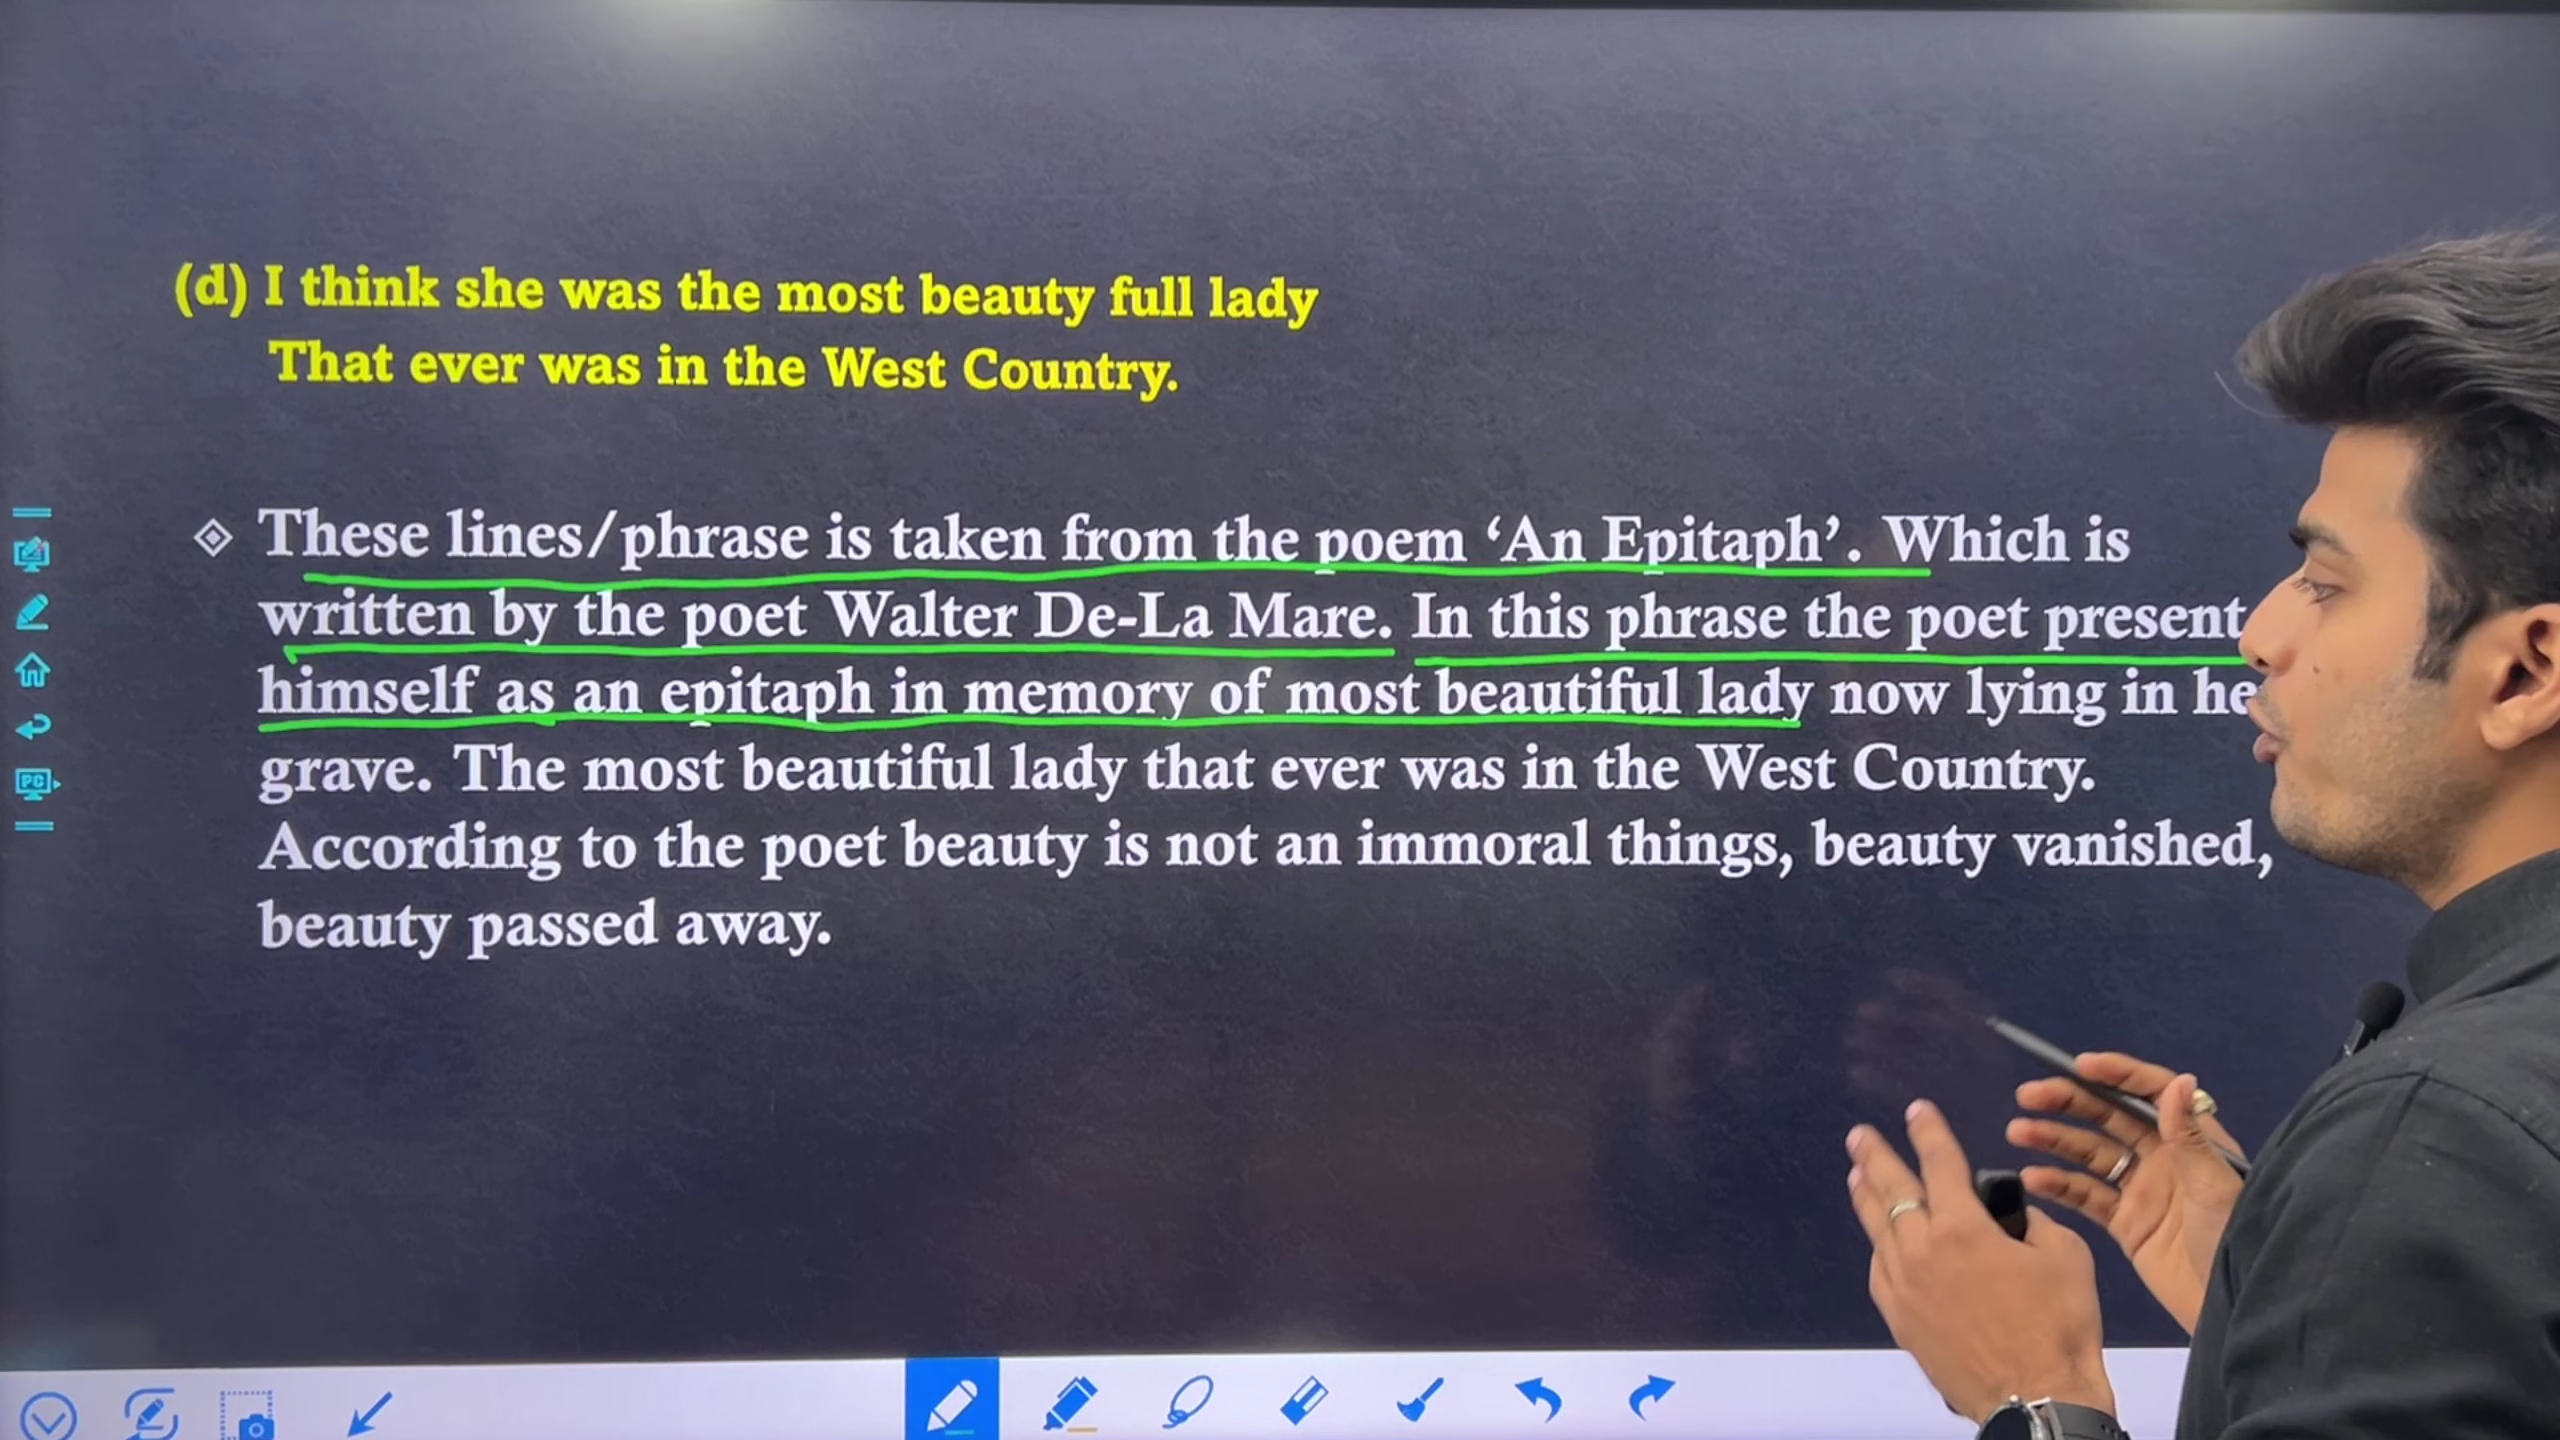 (d) I think she was the most beauty full lady
That ever was in the West Country.
These lines/phrase is taken from the poem ‘An Epitaph’. Which is
written by the poet Walter De-La Mare. In this phrase the poet present
himself as an epitaph in memory of most beautiful lady now lying in he
grave. The most beautiful lady that ever was in the West Country.
According to the poet beauty is not an immoral things, beauty vanished,
beauty passed away.
PC